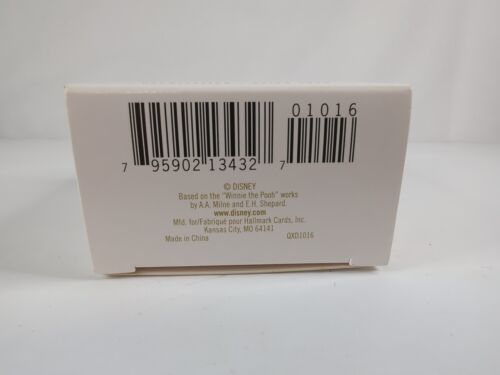 01016
7 95902 13432 7
© DISNEY
Based on the "Winnie the Pooh" works
by A.A. Milne and E.H. Shepard.
www.disney.com
Mfd. for/Fabriqué pour Hallmark Cards, Inc.
Kansas City, MO 64141
Made in China QXD1016